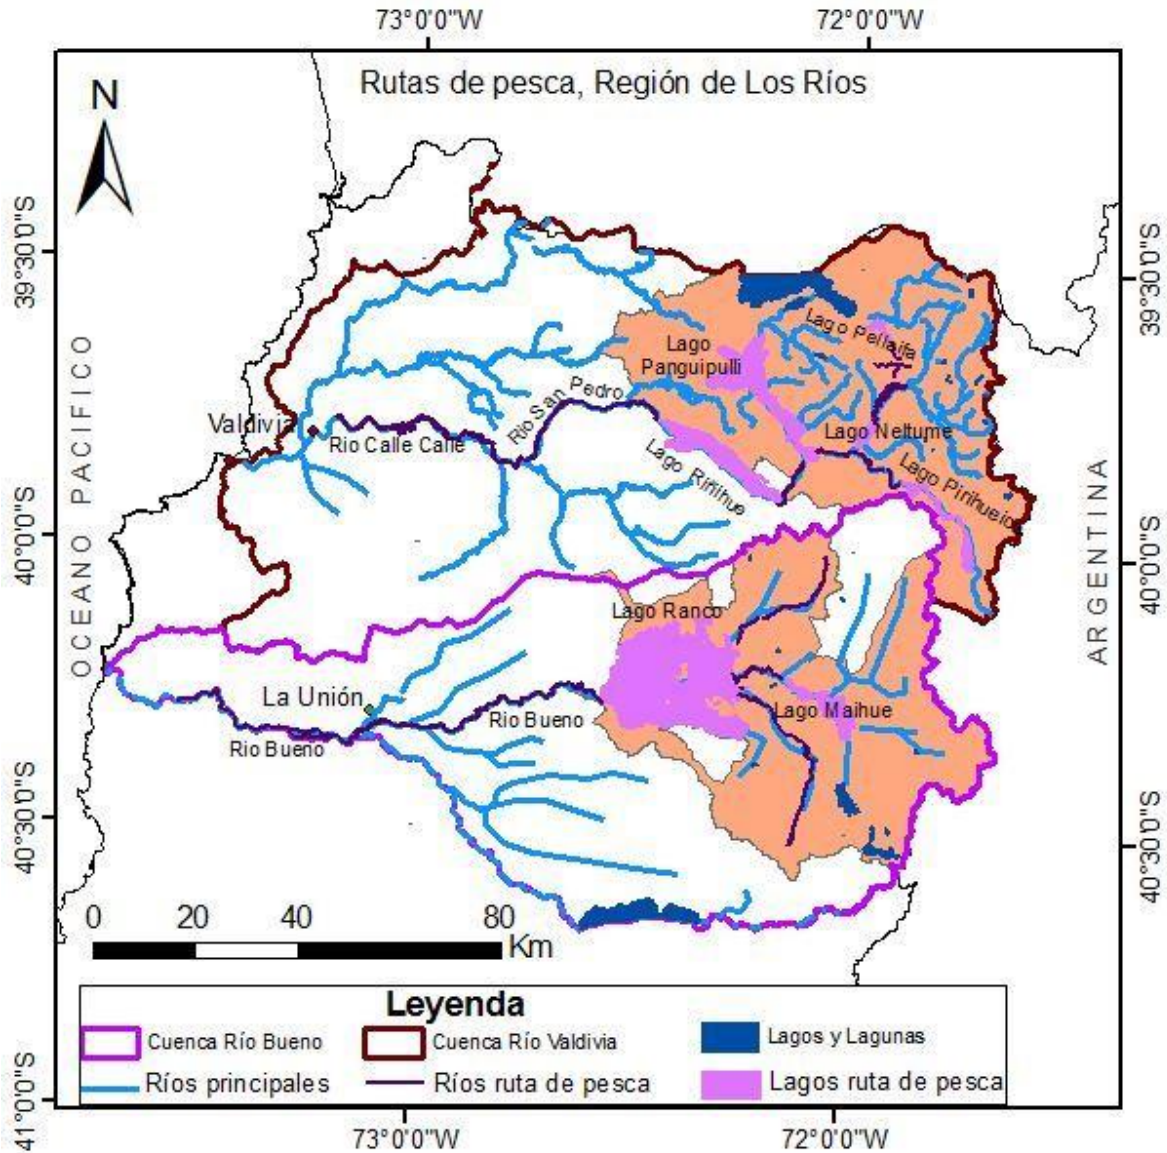 73°0'0"W
72°0'0"W
Rutas de pesca, Región de Los Ríos
N
39°30'0"S
39°30'0"S
Lago Pellaifa
Lago
Panguipulli
OCEANO PACIFICO
Rio San Pedro
Valdivia
Rio Calle Calle
Lago Neltume
Lago Riñihue
Lago Pirihueico
ARGENTINA
40°0'0"S
40°0'0"S
Lago Ranco
La Unión
Lago Maihue
Rio Bueno
Rio Bueno
40°30'0"S
40°30'0"S
0 20 40 80
Km
Leyenda
Cuenca Río Bueno
Cuenca Río Valdivia
Lagos y Lagunas
Ríos principales
Ríos ruta de pesca
Lagos ruta de pesca
41°0'0"S
73°0'0"W
72°0'0"W